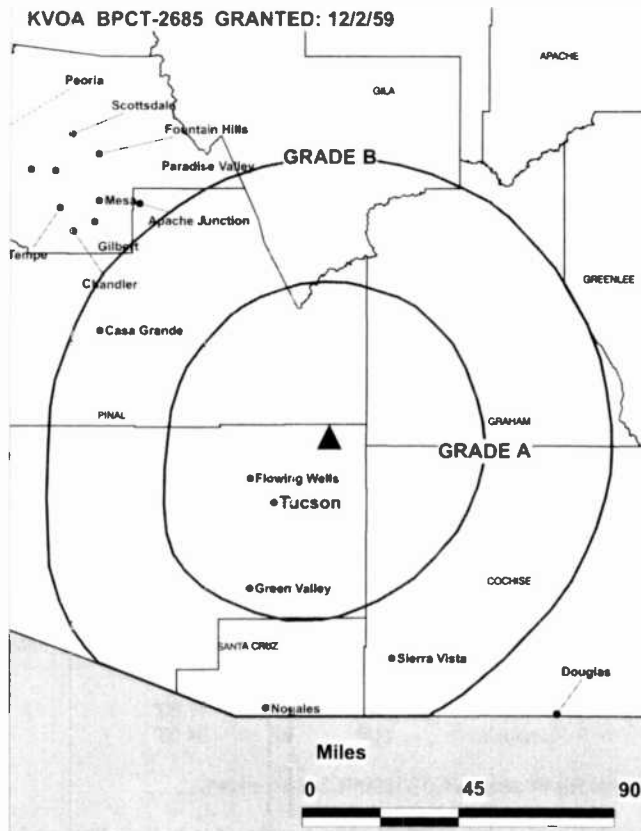 KVOA BPCT-2685 GRANTED: 12/2/59
APACHE
Peoria
GILA
Scottsdale
Fountain Hills
Paradise Valley
GRADE B
Mesa
Apache Junction
Gilbert
Tempe
Chandler
GREENLEE
Casa Grande
PINAL
GRAHAM
GRADE A
Flowing Wells
Tucson
Green Valley
COCHISE
SANTA CRUZ
Sierra Vista
Douglas
Nogales
Miles
0 45 90